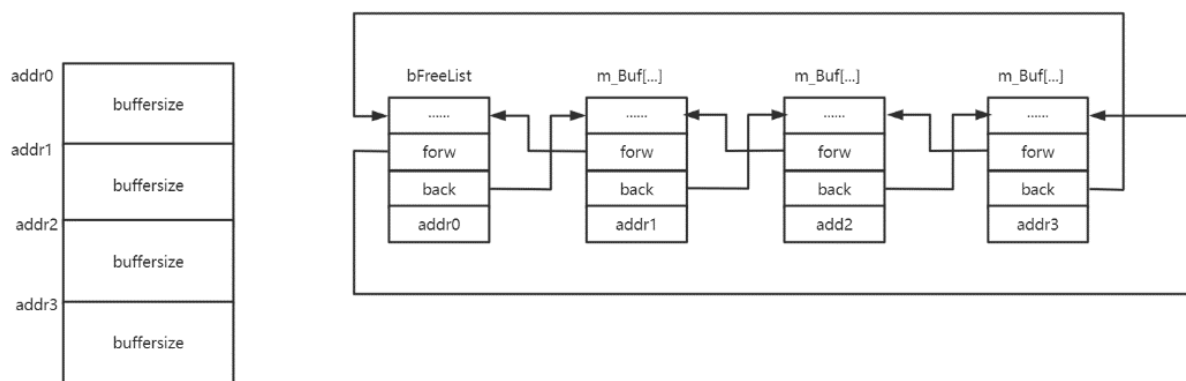 addr0
buffersize
addr1
buffersize
addr2
buffersize
addr3
buffersize
bFreeList
......
forw
back
addr0
m_Buf[...]
......
forw
back
addr1
m_Buf[...]
......
forw
back
add2
m_Buf[...]
......
forw
back
addr3